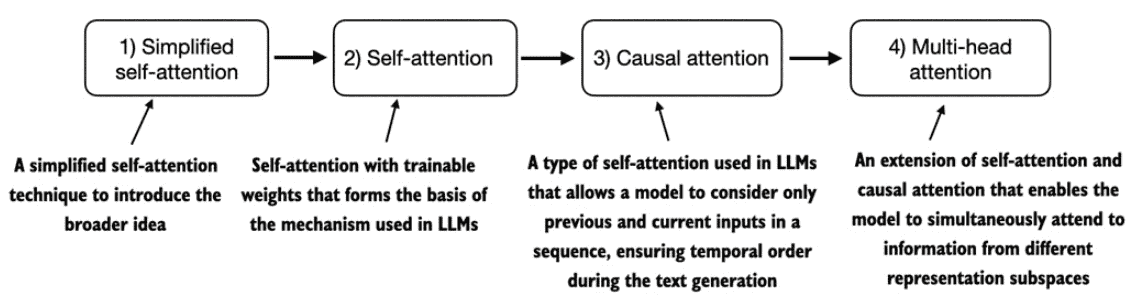 1) Simplified
self-attention
2) Self-attention
3) Causal attention
4) Multi-head
attention
A simplified self-attention
technique to introduce the
broader idea
Self-attention with trainable
weights that forms the basis of
the mechanism used in LLMs
A type of self-attention used in LLMs
that allows a model to consider only
previous and current inputs in a
sequence, ensuring temporal order
during the text generation
An extension of self-attention and
causal attention that enables the
model to simultaneously attend to
information from different
representation subspaces